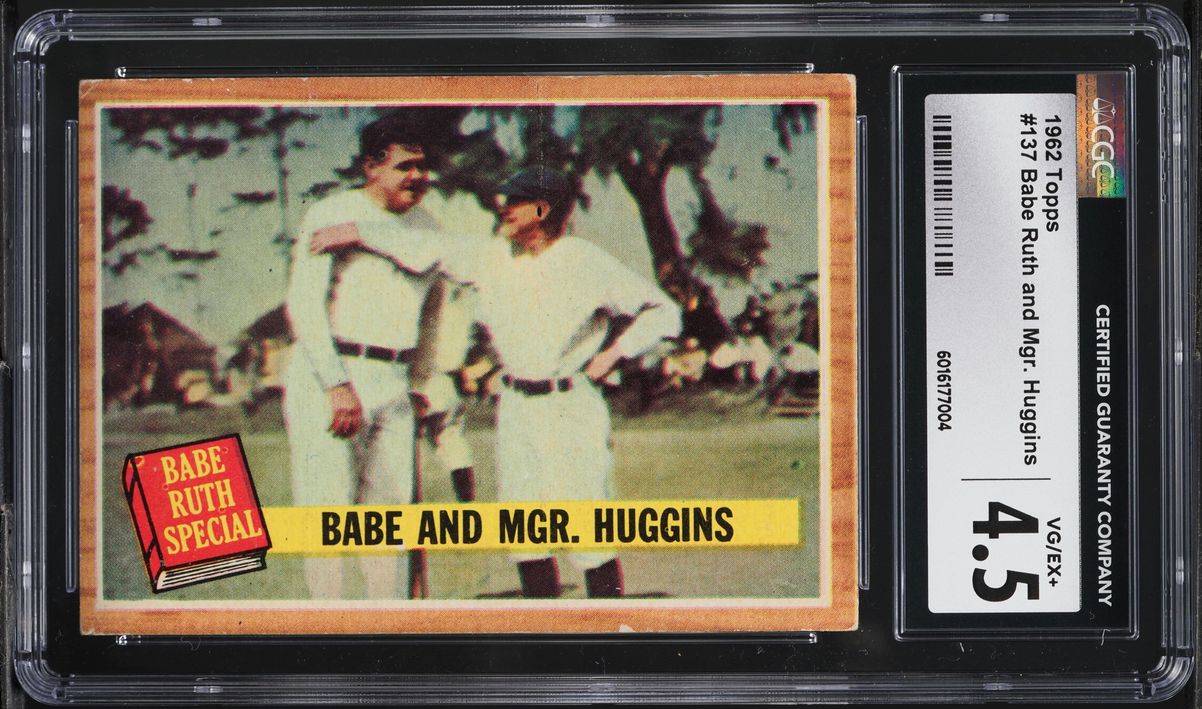 BABE
RUTH
SPECIAL
BABE AND MGR. HUGGINS
CGC
CERTIFIED GUARANTY COMPANY
1962 Topps
#137 Babe Ruth and Mgr. Huggins
6016177004
VG/EX+
4.5